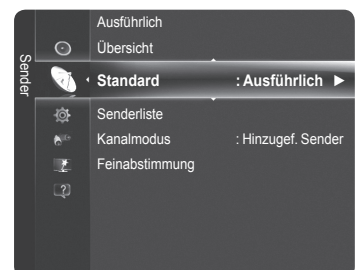 Sender
Ausführlich
Übersicht
Standard : Ausführlich ►
Senderliste
Kanalmodus : Hinzugef. Sender
Feinabstimmung